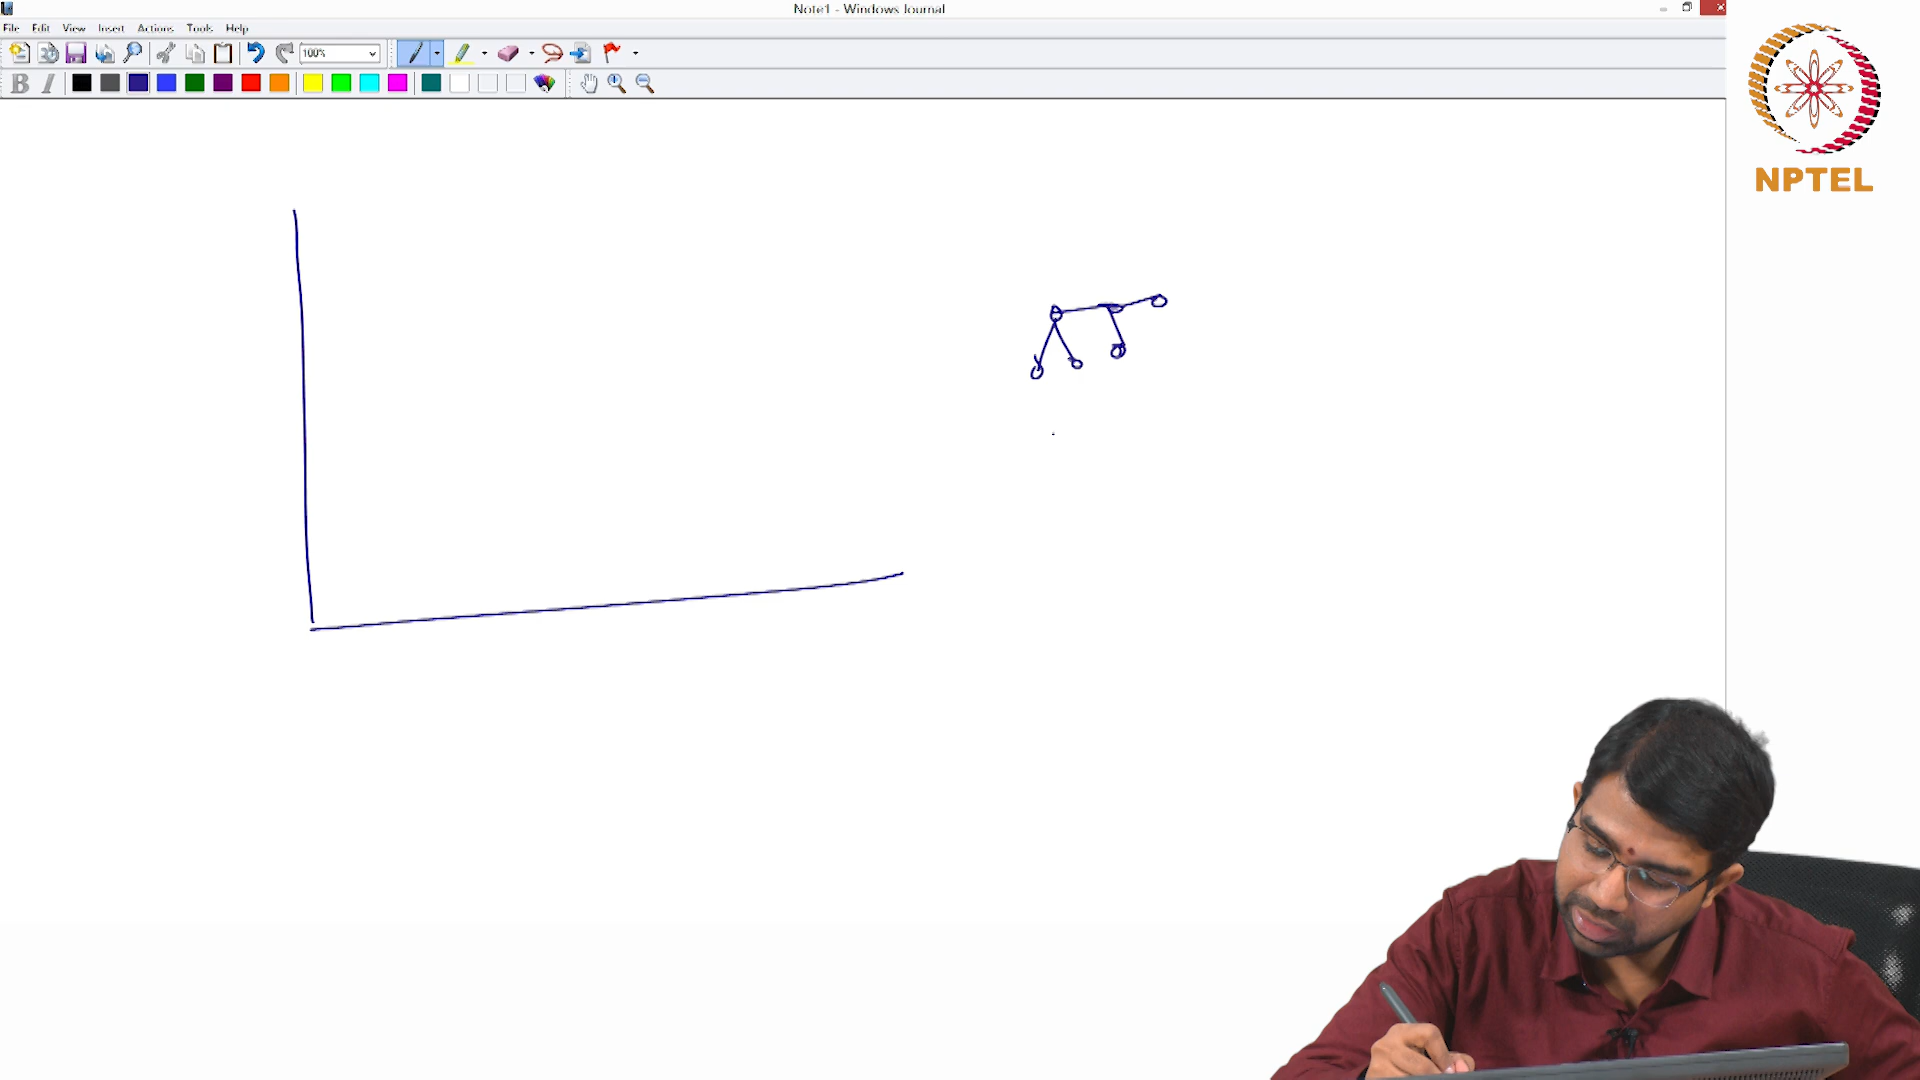 Note1 - Windows Journal
File Edit View Insert Actions Tools Help
100%
B I
NPTEL